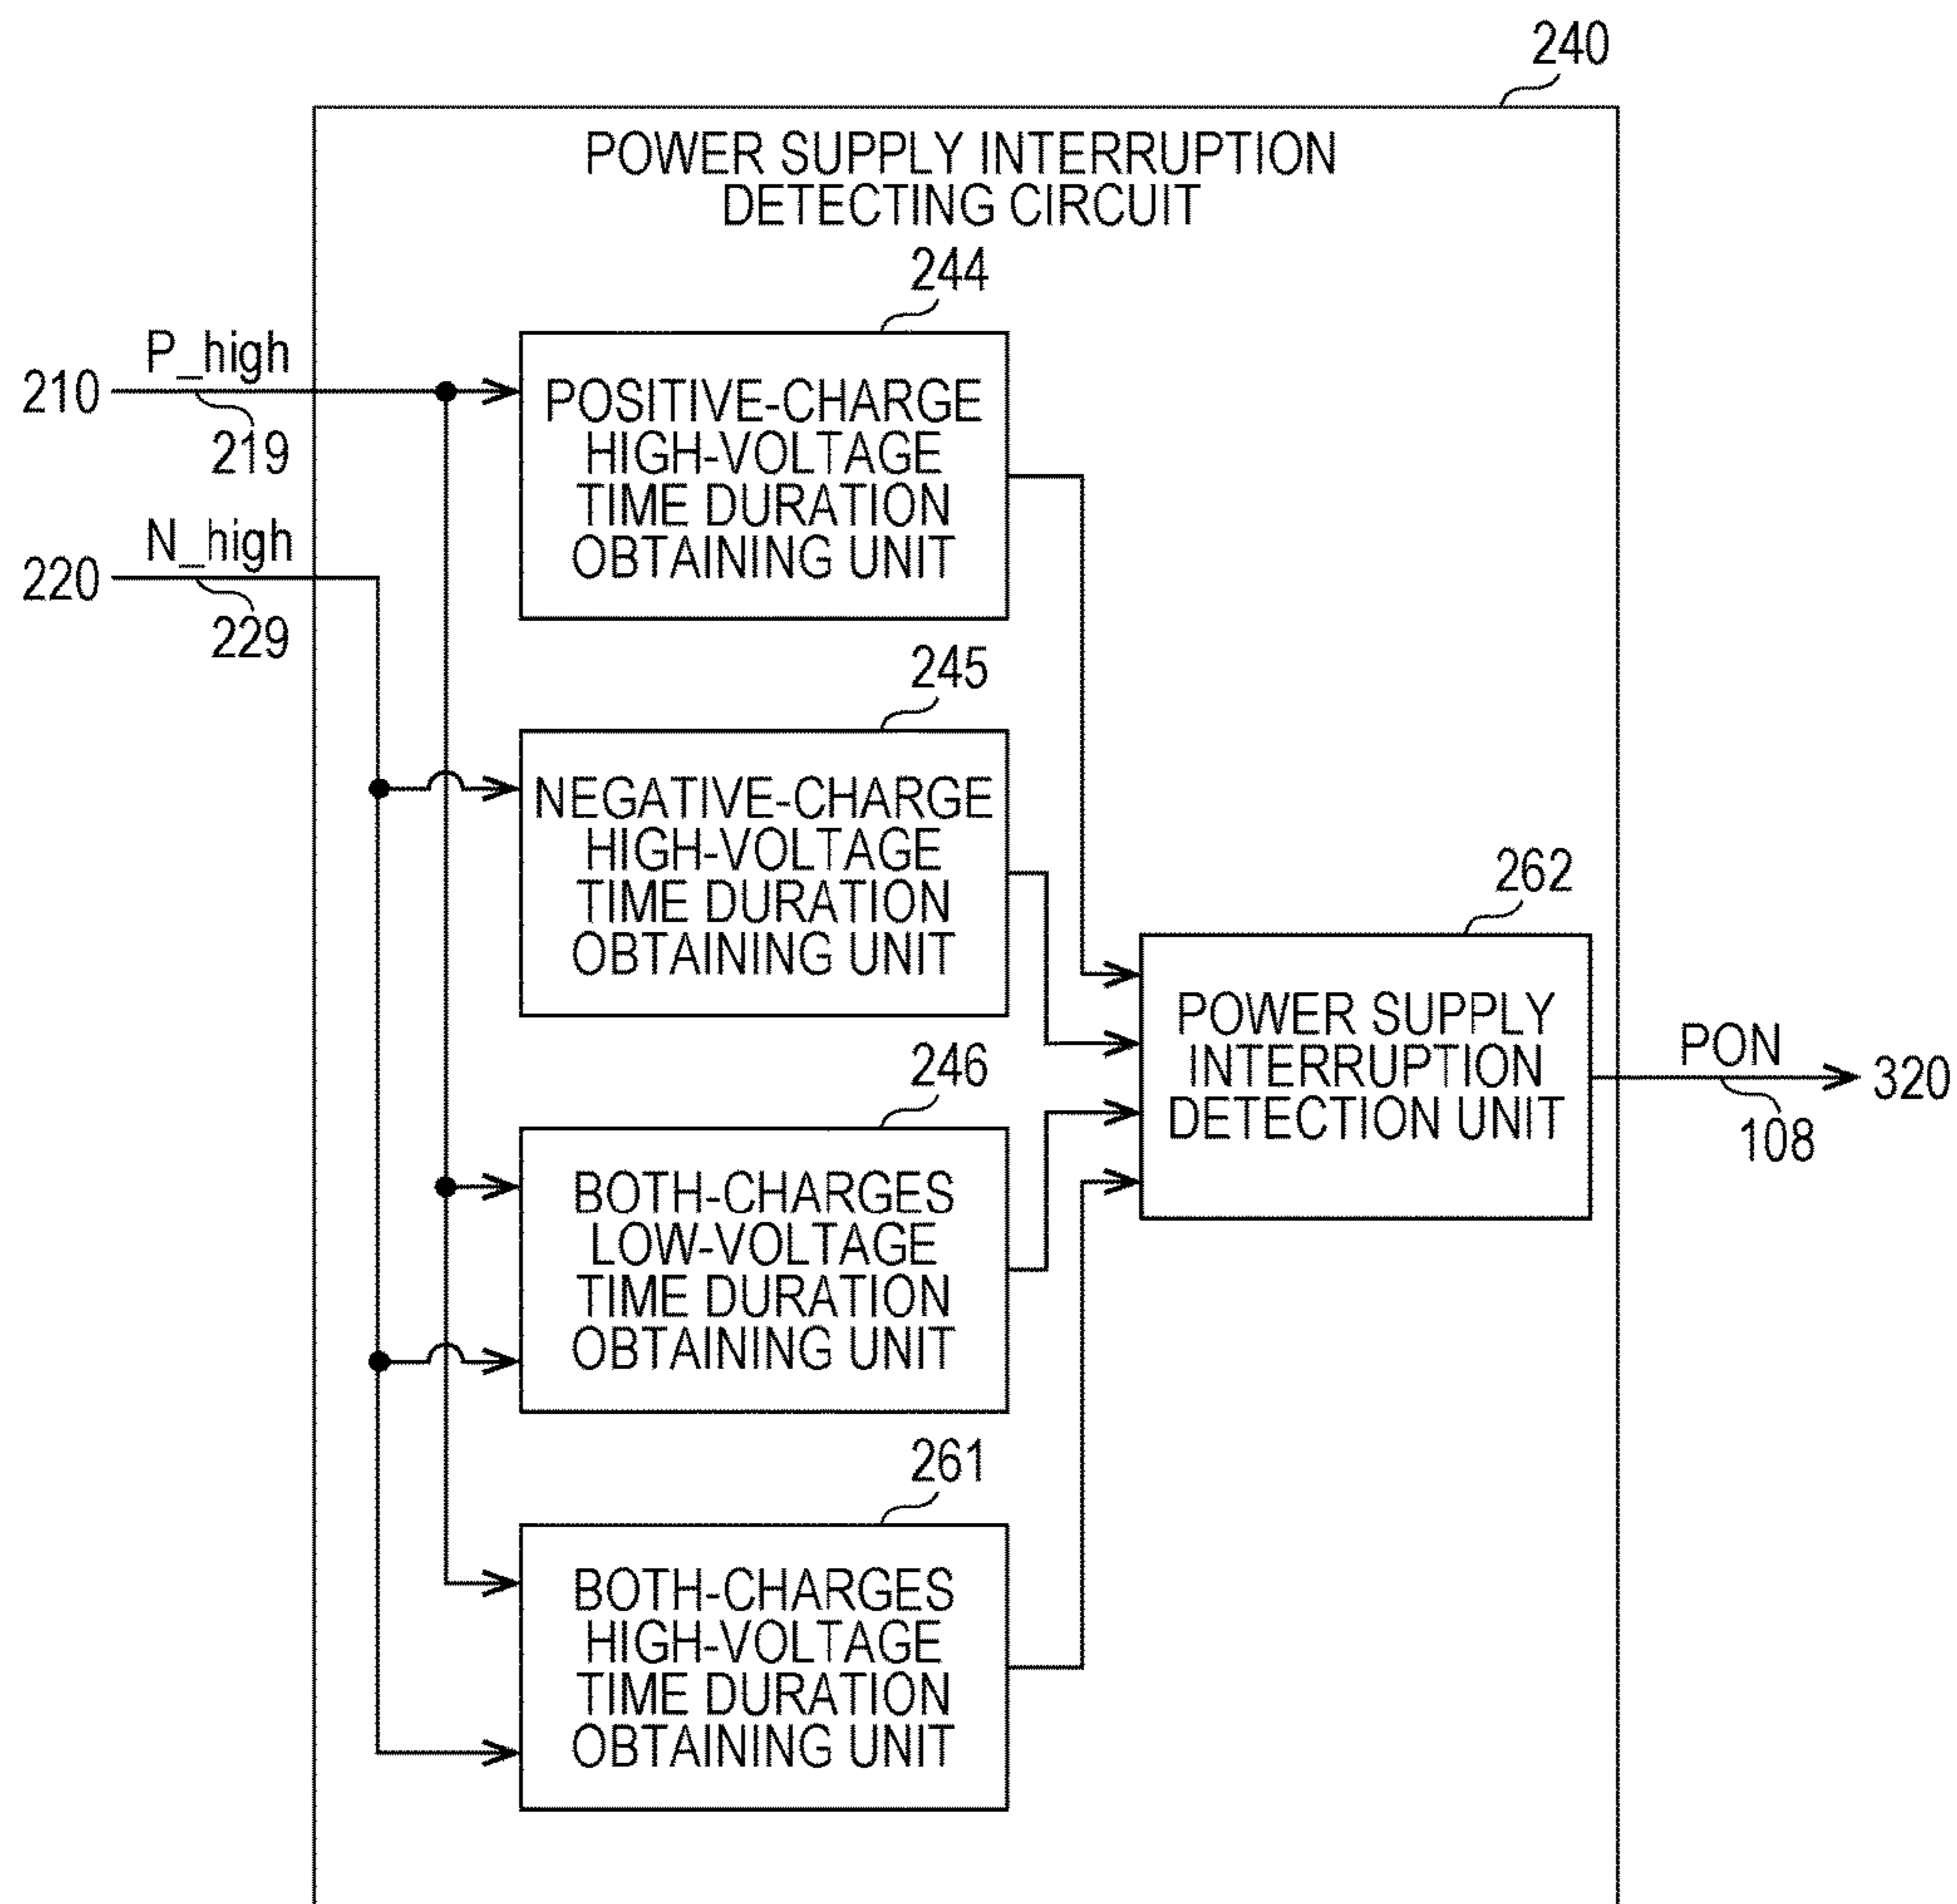 240
POWER SUPPLY INTERRUPTION
DETECTING CIRCUIT
244
P_high
210
219
POSITIVE-CHARGE
HIGH-VOLTAGE
TIME DURATION
OBTAINING UNIT
N_high
220
229
245
NEGATIVE-CHARGE
HIGH-VOLTAGE
TIME DURATION
OBTAINING UNIT
262
POWER SUPPLY
INTERRUPTION
DETECTION UNIT
PON
320
108
246
BOTH-CHARGES
LOW-VOLTAGE
TIME DURATION
OBTAINING UNIT
261
BOTH-CHARGES
HIGH-VOLTAGE
TIME DURATION
OBTAINING UNIT